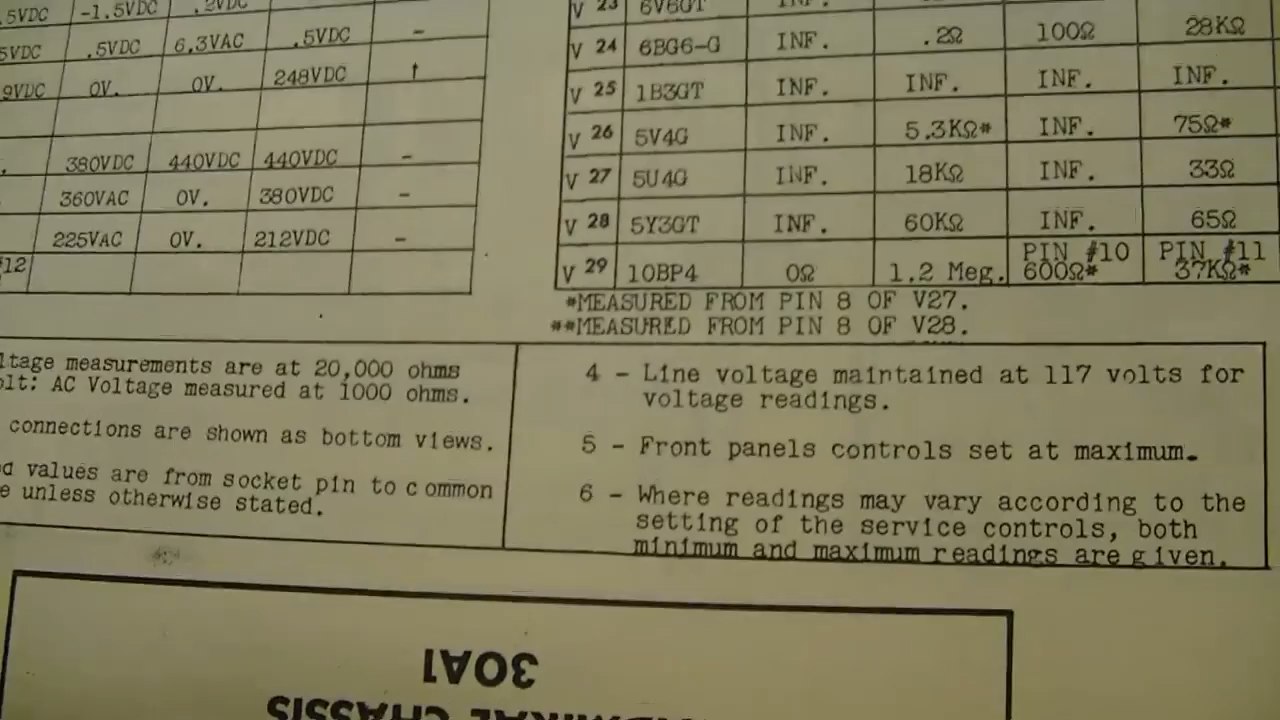 .5VDC -1.5VDC .2VDC
5VDC .5VDC 6.3VAC .5VDC -
9VDC 0V. 0V. 248VDC †
380VDC 440VDC 440VDC -
360VAC 0V. 380VDC -
225VAC 0V. 212VDC -
#12
V 23 6V6GT INF.
V 24 6BG6-G INF. .2Ω 100Ω 28KΩ
V 25 1B3GT INF. INF. INF. INF.
V 26 5V4G INF. 5.3KΩ* INF. 75Ω*
V 27 5U4G INF. 18KΩ INF. 33Ω
V 28 5Y3GT INF. 60KΩ INF. 65Ω
PIN #10 PIN #11
V 29 10BP4 0Ω 1.2 Meg. 600Ω* 37KΩ*
*MEASURED FROM PIN 8 OF V27.
**MEASURED FROM PIN 8 OF V28.
ltage measurements are at 20,000 ohms
olt: AC Voltage measured at 1000 ohms.
connections are shown as bottom views.
d values are from socket pin to common
e unless otherwise stated.
4 - Line voltage maintained at 117 volts for
voltage readings.
5 - Front panels controls set at maximum.
6 - Where readings may vary according to the
setting of the service controls, both
minimum and maximum readings are given.
30A1
ADMIRAL CHASSIS